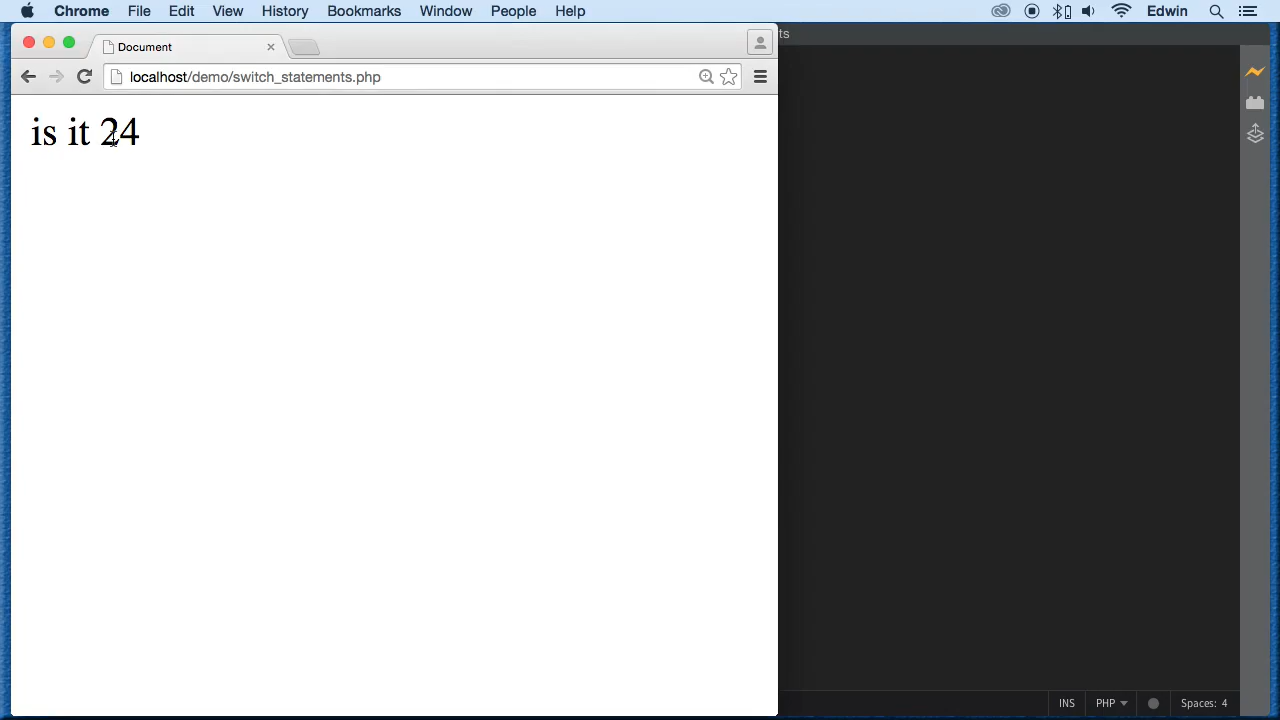 Chrome File Edit View History Bookmarks Window People Help Edwin
ts
Document
localhost/demo/switch_statements.php
is it 24
INS PHP Spaces: 4